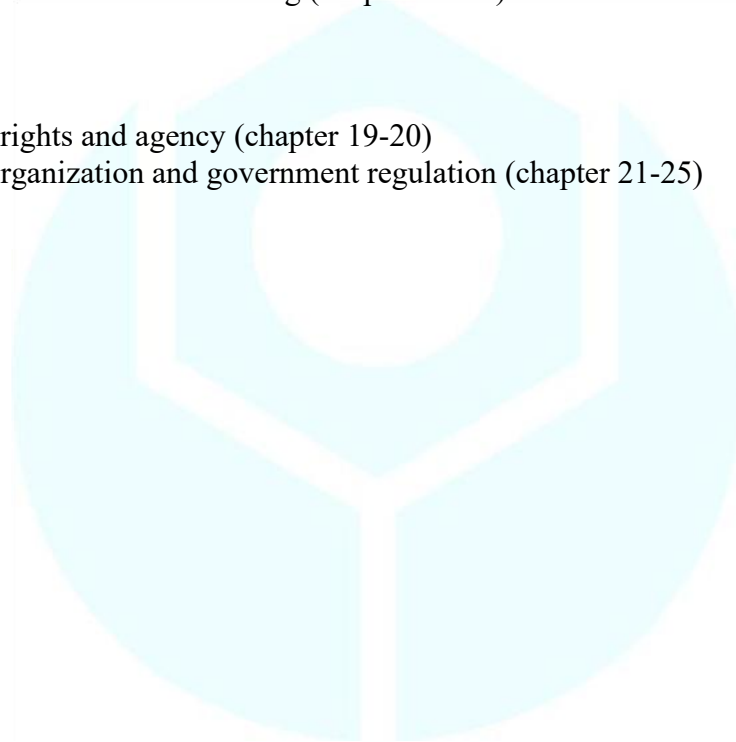 rights and agency (chapter 19-20)
rganization and government regulation (chapter 21-25)